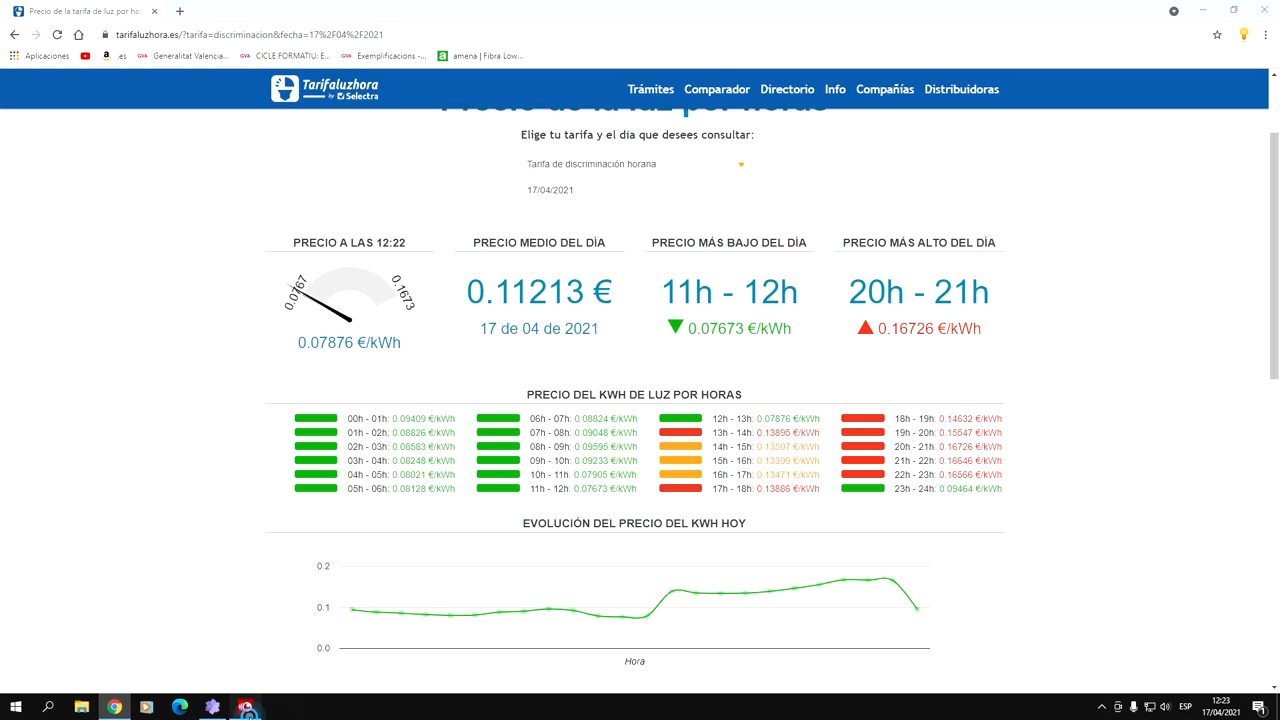 Precio de la tarifa de luz por ho
tarifaluzhora.es/?tarifa=discriminacion&fecha=17%2F04%2F2021
Aplicaciones .es Generalitat Valencia... CICLE FORMATIU: E... Exemplificacións -... amena | Fibra Low...
Tarifaluzhora
by Selectra
Trámites Comparador Directorio Info Compañías Distribuidoras
Precio de la luz por horas
Elige tu tarifa y el día que desees consultar:
Tarifa de discriminación horaria
17/04/2021
PRECIO A LAS 12:22 PRECIO MEDIO DEL DÍA PRECIO MÁS BAJO DEL DÍA PRECIO MÁS ALTO DEL DÍA
0.0767 0.1673
0.11213 € 11h - 12h 20h - 21h
17 de 04 de 2021 0.07673 €/kWh 0.16726 €/kWh
0.07876 €/kWh
PRECIO DEL KWH DE LUZ POR HORAS
00h - 01h: 0.09409 €/kWh 06h - 07h: 0.08824 €/kWh 12h - 13h: 0.07876 €/kWh 18h - 19h: 0.14632 €/kWh
01h - 02h: 0.08826 €/kWh 07h - 08h: 0.09048 €/kWh 13h - 14h: 0.13895 €/kWh 19h - 20h: 0.15547 €/kWh
02h - 03h: 0.08583 €/kWh 08h - 09h: 0.09595 €/kWh 14h - 15h: 0.13507 €/kWh 20h - 21h: 0.16726 €/kWh
03h - 04h: 0.08248 €/kWh 09h - 10h: 0.09233 €/kWh 15h - 16h: 0.13399 €/kWh 21h - 22h: 0.16646 €/kWh
04h - 05h: 0.08021 €/kWh 10h - 11h: 0.07905 €/kWh 16h - 17h: 0.13471 €/kWh 22h - 23h: 0.16566 €/kWh
05h - 06h: 0.08128 €/kWh 11h - 12h: 0.07673 €/kWh 17h - 18h: 0.13886 €/kWh 23h - 24h: 0.09464 €/kWh
EVOLUCIÓN DEL PRECIO DEL KWH HOY
0.2
0.1
0.0
Hora
ESP
12:23
17/04/2021